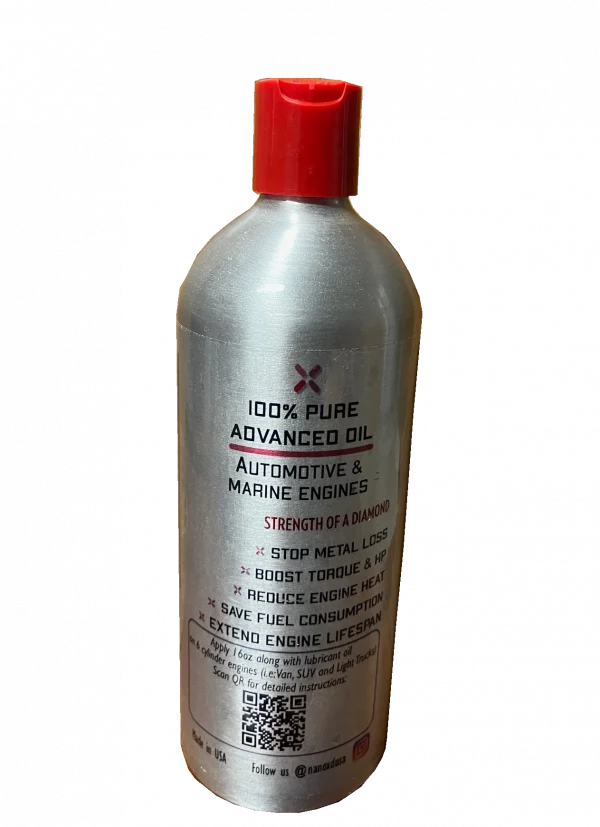 100% PURE
ADVANCED OIL
AUTOMOTIVE &
MARINE ENGINES
STRENGTH OF A DIAMOND
STOP METAL LOSS
BOOST TORQUE & HP
REDUCE ENGINE HEAT
SAVE FUEL CONSUMPTION
EXTEND ENGINE LIFESPAN
Apply 16oz along with lubricant oil
on 6 cylinder engines (i.e:Van, SUV and Light Trucks)
Scan QR for detailed instructions:
Made in USA
Follow us